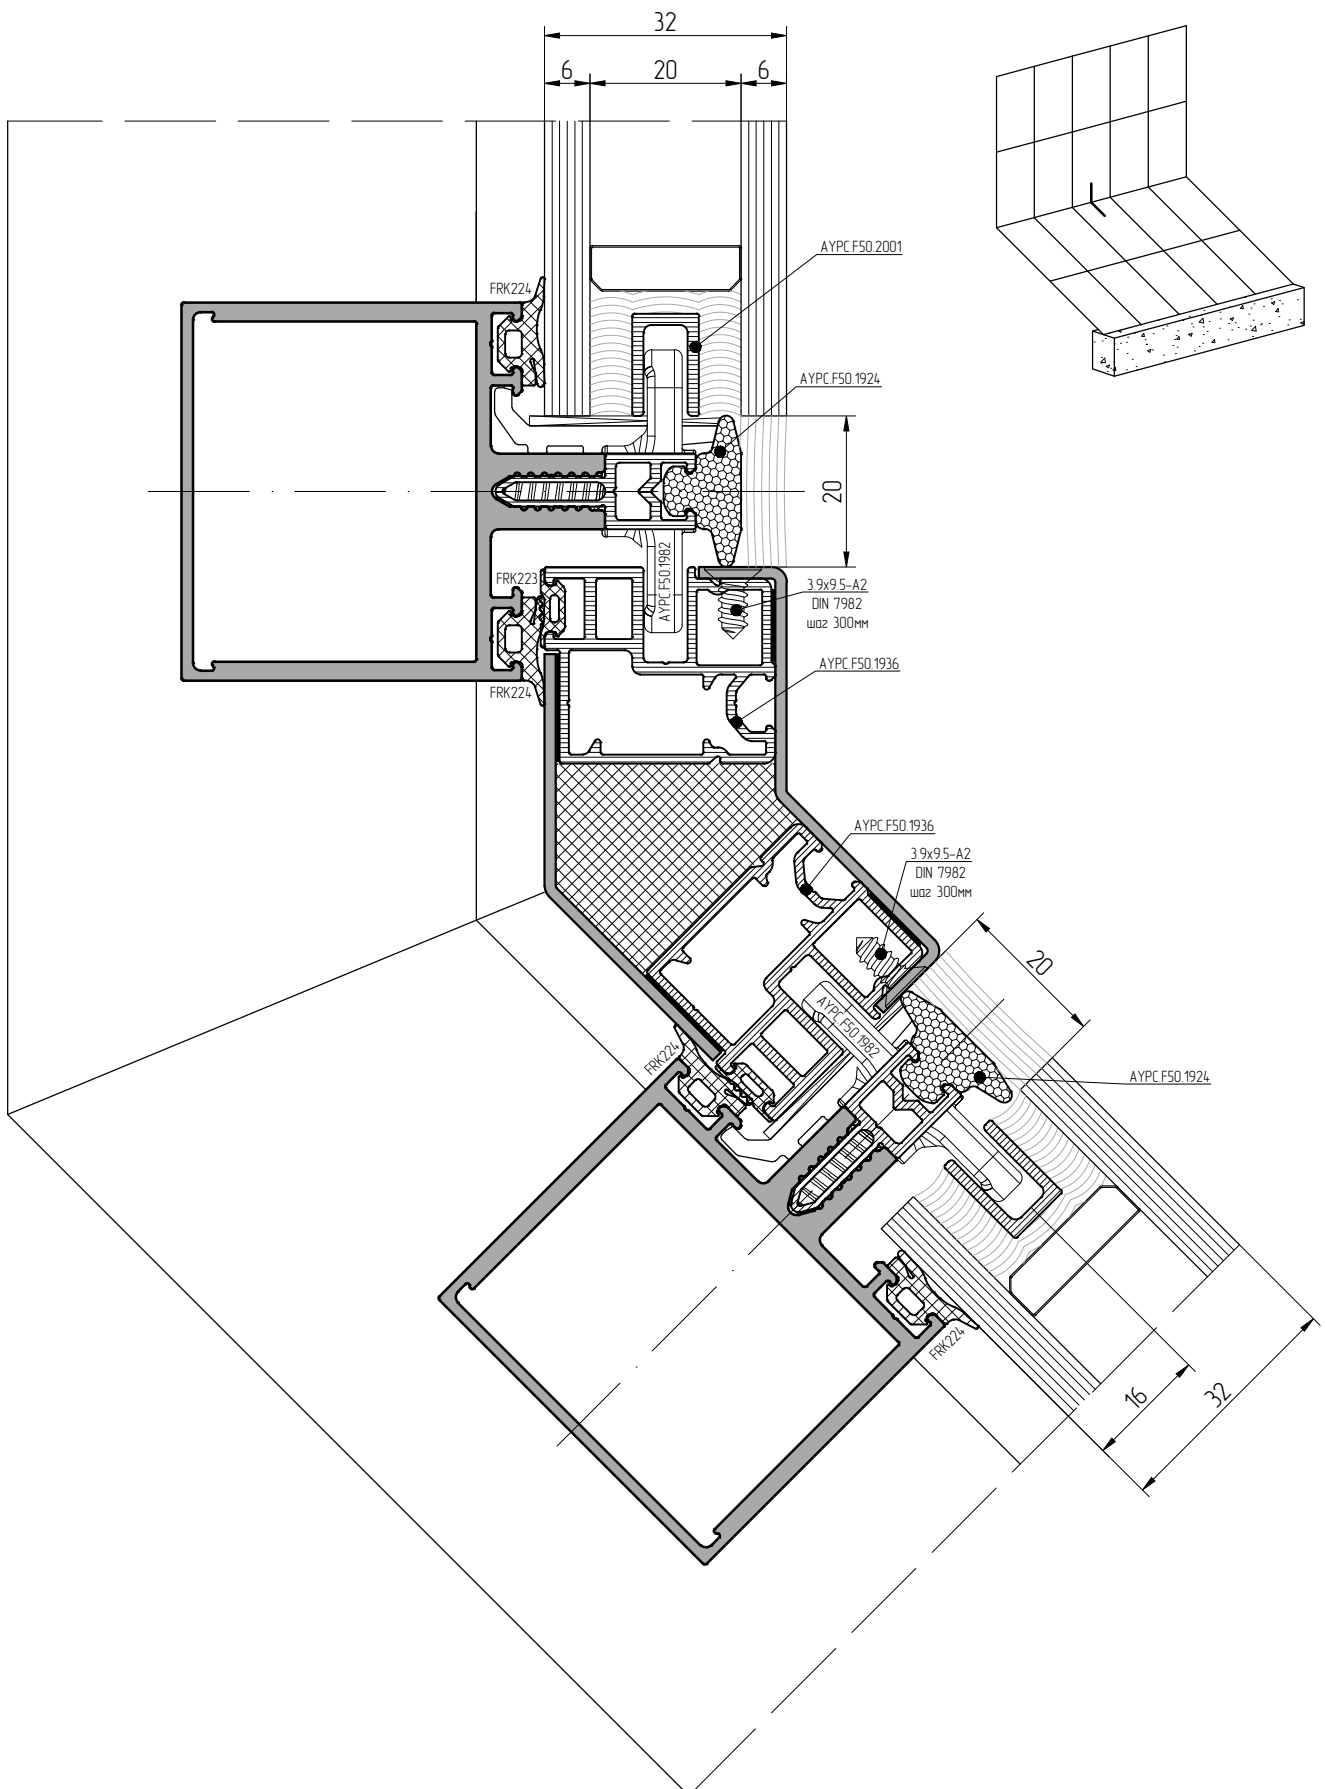 32
6
20
6
AYPC.F50.2001
FRK224
AYPC.F50.1924
20
AYPC.F50.1982
FRK223
3.9x9.5-A2
DIN 7982
шаг 300мм
AYPC.F50.1936
FRK224
AYPC.F50.1936
3.9x9.5-A2
DIN 7982
шаг 300мм
20
AYPC.F50.1982
FRK224
AYPC.F50.1924
FRK224
16
32